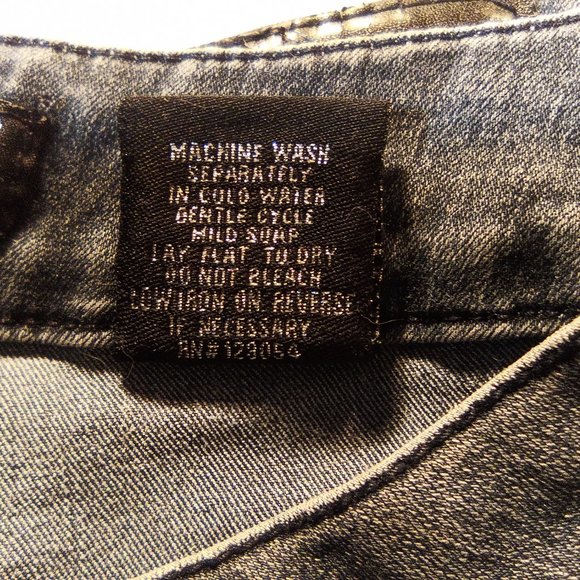 MACHINE WASH
SEPARATELY
IN COLD WATER
GENTLE CYCLE
MILD SOAP
LAY FLAT TO DRY
DO NOT BLEACH
LOW IRON ON REVERSE
IF NECESSARY
RN# 129054